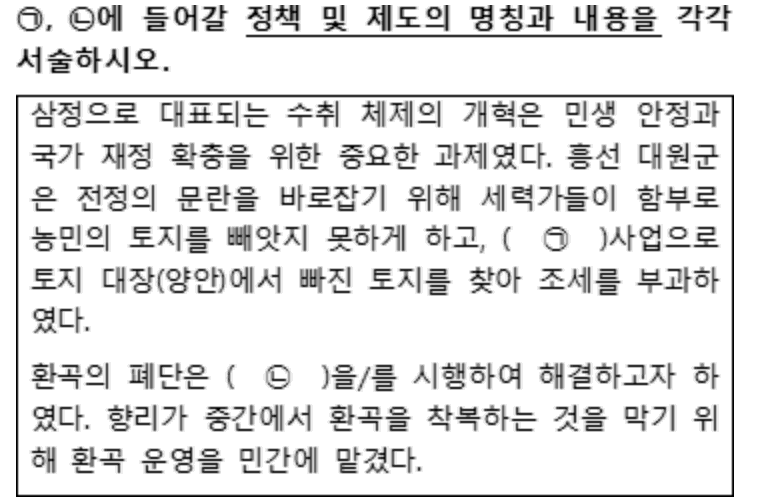 ㉠, ㉡에 들어갈 정책 및 제도의 명칭과 내용을 각각
서술하시오.
삼정으로 대표되는 수취 체제의 개혁은 민생 안정과
국가 재정 확충을 위한 중요한 과제였다. 흥선 대원군
은 전정의 문란을 바로잡기 위해 세력가들이 함부로
농민의 토지를 빼앗지 못하게 하고, ( ㉠ )사업으로
토지 대장(양안)에서 빠진 토지를 찾아 조세를 부과하
였다.
환곡의 폐단은 ( ㉡ )을/를 시행하여 해결하고자 하
였다. 향리가 중간에서 환곡을 착복하는 것을 막기 위
해 환곡 운영을 민간에 맡겼다.